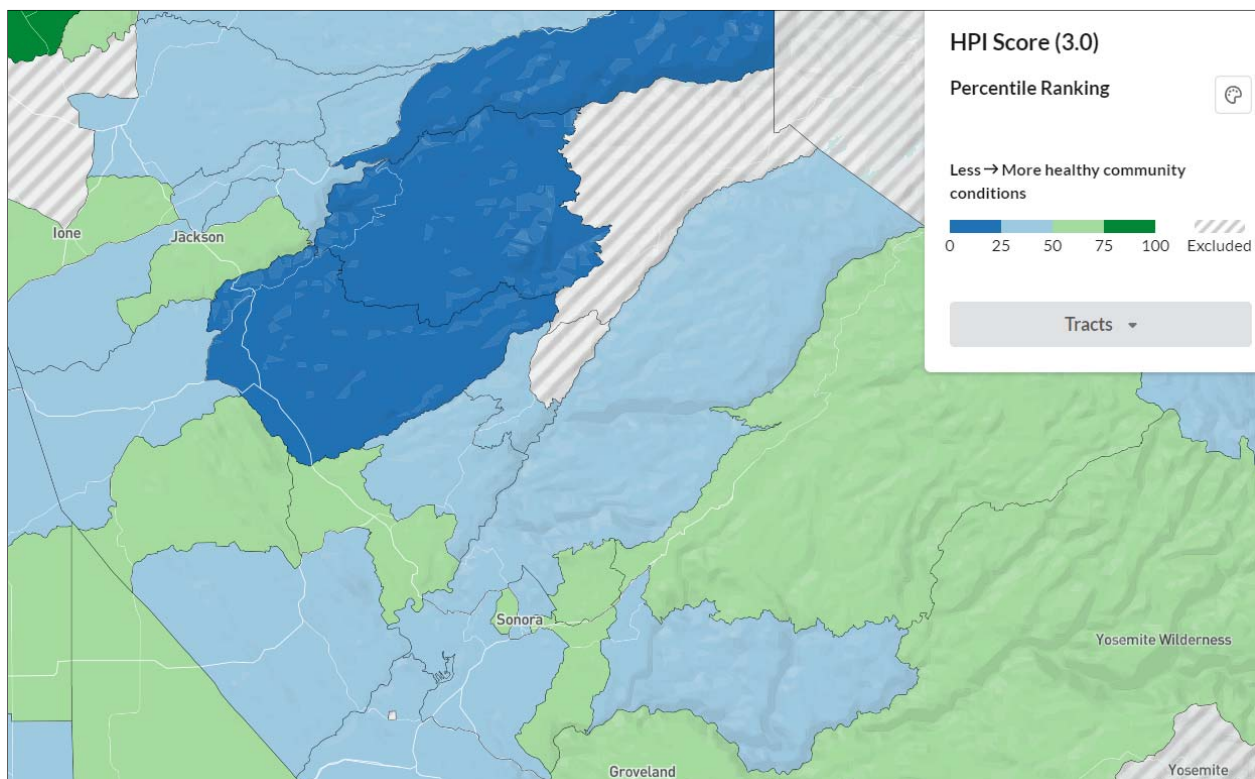 HPI Score (3.0)
Percentile Ranking
Less → More healthy community
conditions
0 25 50 75 100 Excluded
Tracts
Ione
Jackson
Sonora
Yosemite Wilderness
Groveland
Yosemite